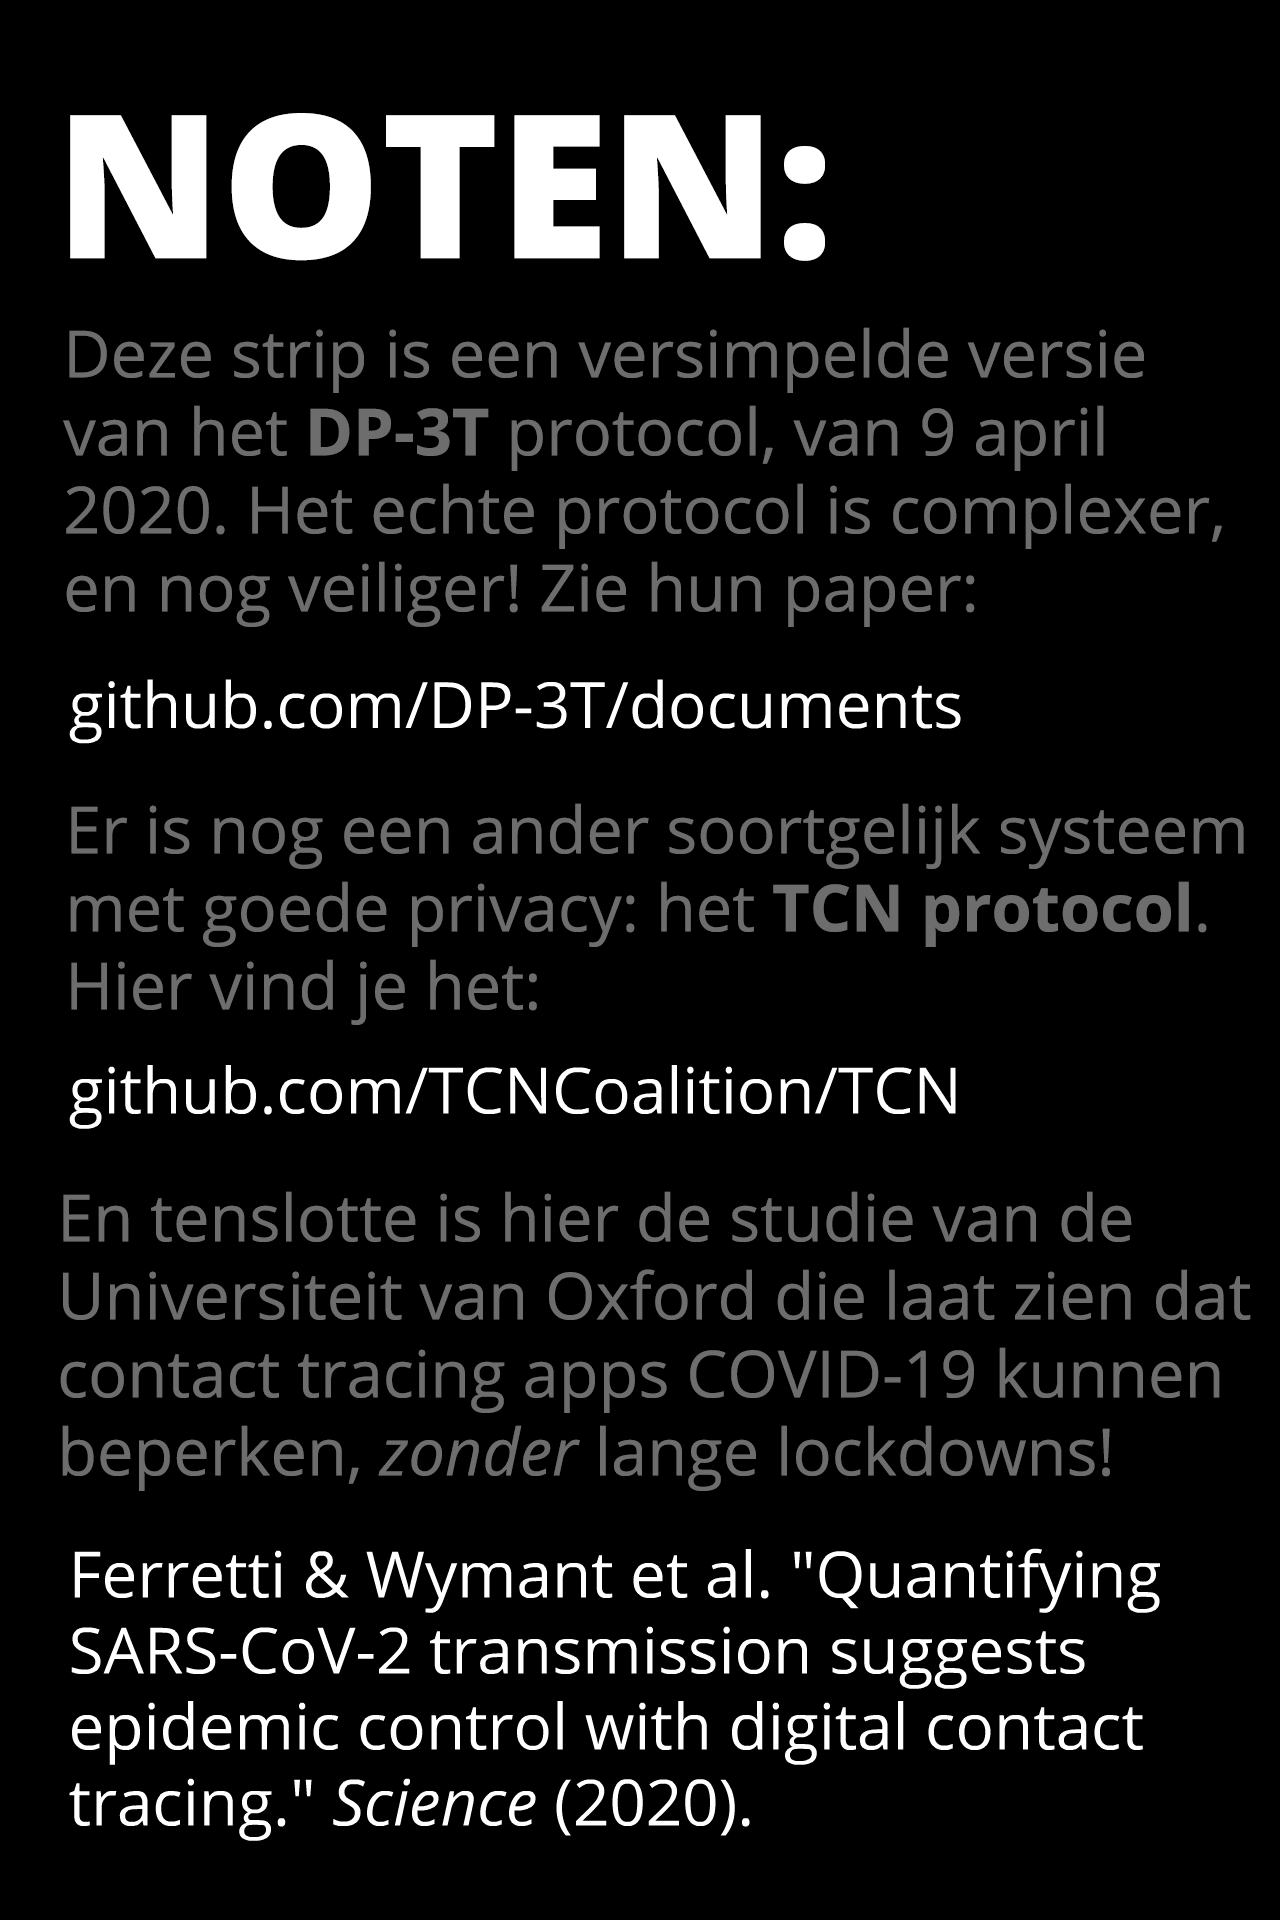 NOTEN:
Deze strip is een versimpelde versie
van het DP-3T protocol, van 9 april
2020. Het echte protocol is complexer,
en nog veiliger! Zie hun paper:
github.com/DP-3T/documents
Er is nog een ander soortgelijk systeem
met goede privacy: het TCN protocol.
Hier vind je het:
github.com/TCNCoalition/TCN
En tenslotte is hier de studie van de
Universiteit van Oxford die laat zien dat
contact tracing apps COVID-19 kunnen
beperken, zonder lange lockdowns!
Ferretti & Wymant et al. "Quantifying
SARS-CoV-2 transmission suggests
epidemic control with digital contact
tracing." Science (2020).